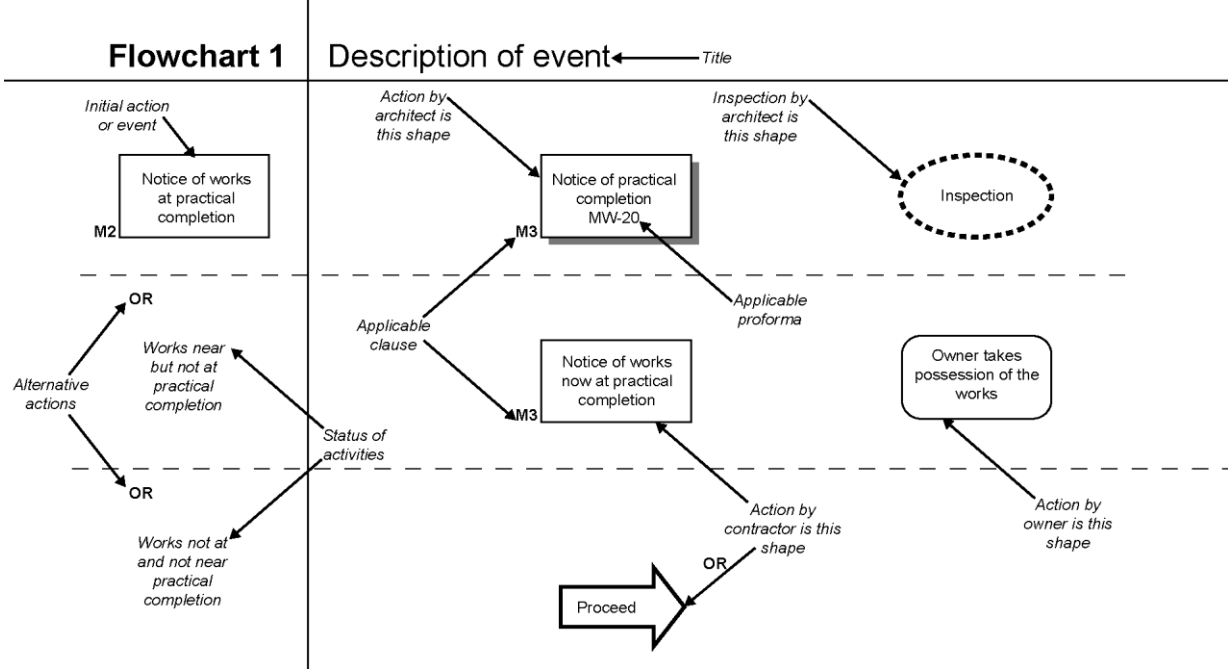 Flowchart 1
Description of event
Title
Initial action
or event
Action by
architect is
this shape
Inspection by
architect is
this shape
Notice of works
at practical
completion
M2
Notice of practical
completion
MW-20
M3
Inspection
OR
Works near
but not at
practical
completion
Alternative
actions
Applicable
clause
Applicable
proforma
Notice of works
now at practical
completion
M3
Owner takes
possession of the
works
Status of
activities
OR
Works not at
and not near
practical
completion
Action by
contractor is this
shape
Action by
owner is this
shape
OR
Proceed